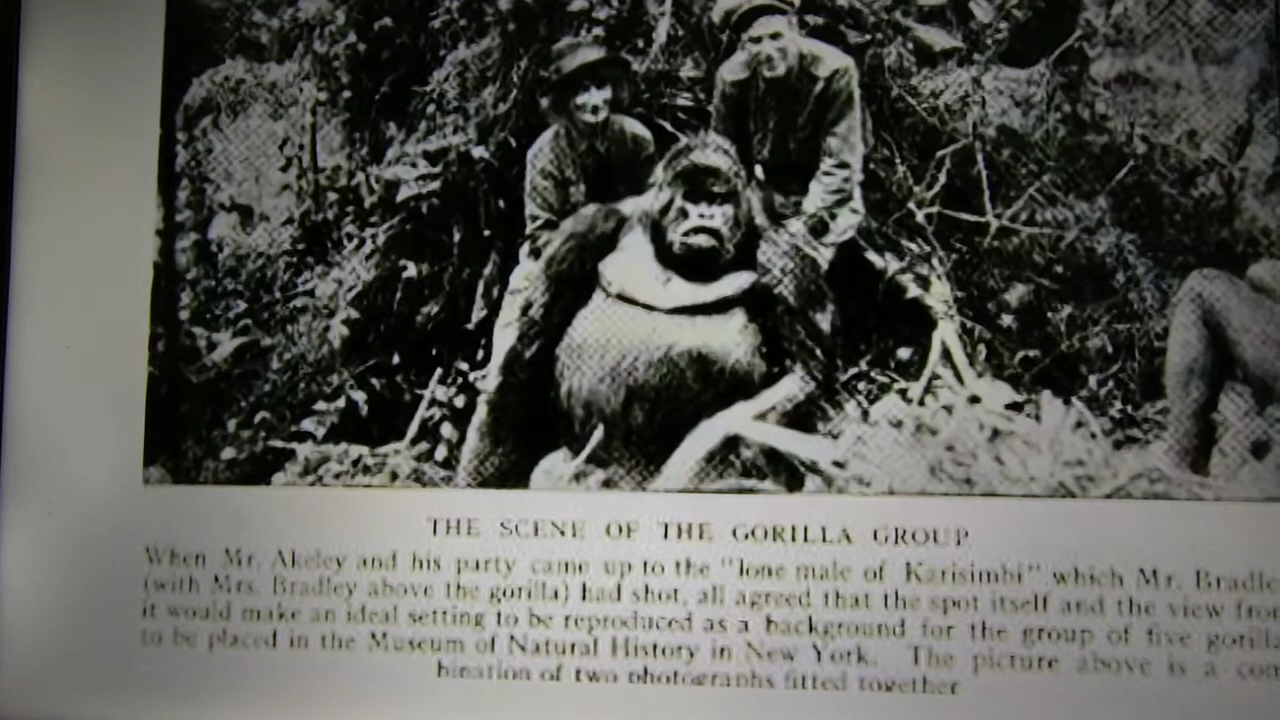 THE SCENE OF THE GORILLA GROUP
When Mr. Akeley and his party came up to the "lone male of Karisimbi" which Mr. Bradle
(with Mrs. Bradley above the gorilla) had shot, all agreed that the spot itself and the view from
it would make an ideal setting to be reproduced as a background for the group of five gorilla
to be placed in the Museum of Natural History in New York. The picture above is a com
bination of two photographs fitted together